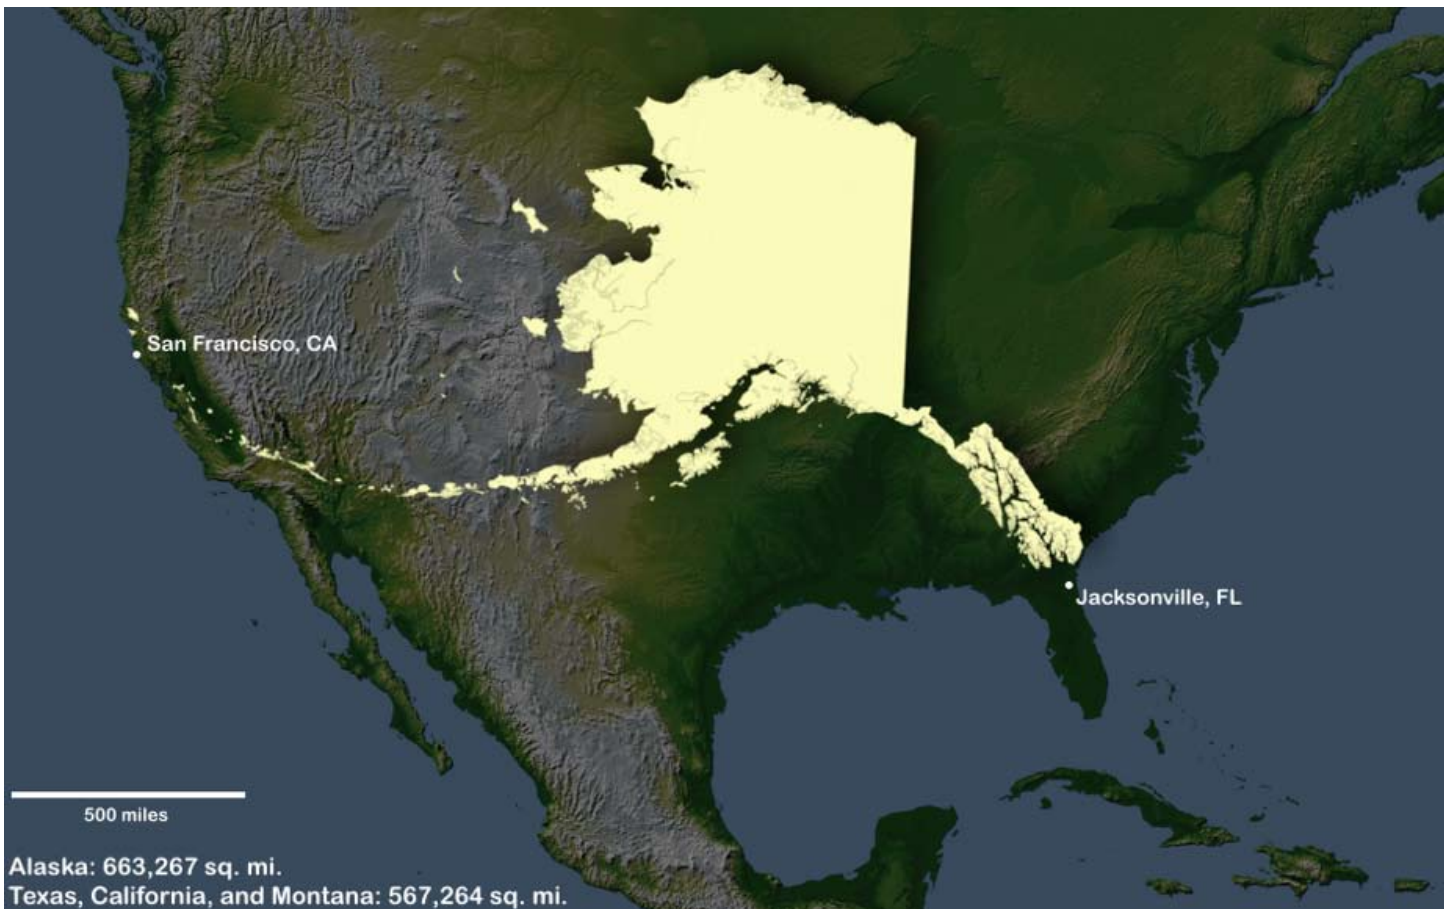 San Francisco, CA
Jacksonville, FL
500 miles
Alaska: 663,267 sq. mi.
Texas, California, and Montana: 567,264 sq. mi.